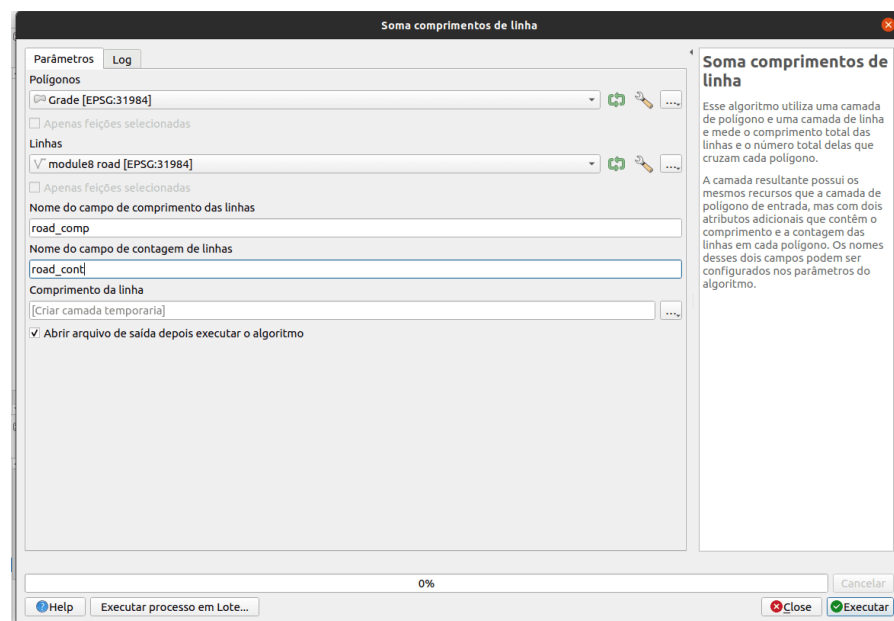 Soma comprimentos de linha
Parâmetros
Log
Polígonos
Grade [EPSG:31984]
Apenas feições selecionadas
Linhas
module8 road [EPSG:31984]
Apenas feições selecionadas
Nome do campo de comprimento das linhas
road_comp
Nome do campo de contagem de linhas
road_cont
Comprimento da linha
[Criar camada temporaria]
Abrir arquivo de saída depois executar o algoritmo
Soma comprimentos de
linha
Esse algoritmo utiliza uma camada
de polígono e uma camada de linha
e mede o comprimento total das
linhas e o número total delas que
cruzam cada polígono.
A camada resultante possui os
mesmos recursos que a camada de
polígono de entrada, mas com dois
atributos adicionais que contêm o
comprimento e a contagem das
linhas em cada polígono. Os nomes
desses dois campos podem ser
configurados nos parâmetros do
algoritmo.
0%
Cancelar
Help
Executar processo em Lote...
Close
Executar